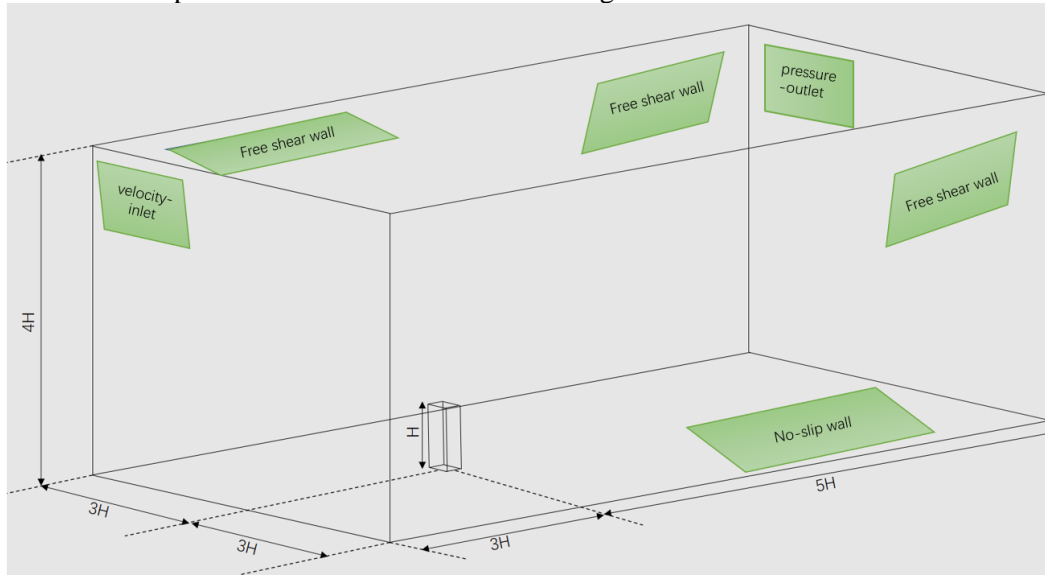 Free shear wall
pressure
-outlet
Free shear wall
velocity-
inlet
Free shear wall
4H
H
No-slip wall
5H
3H
3H
3H